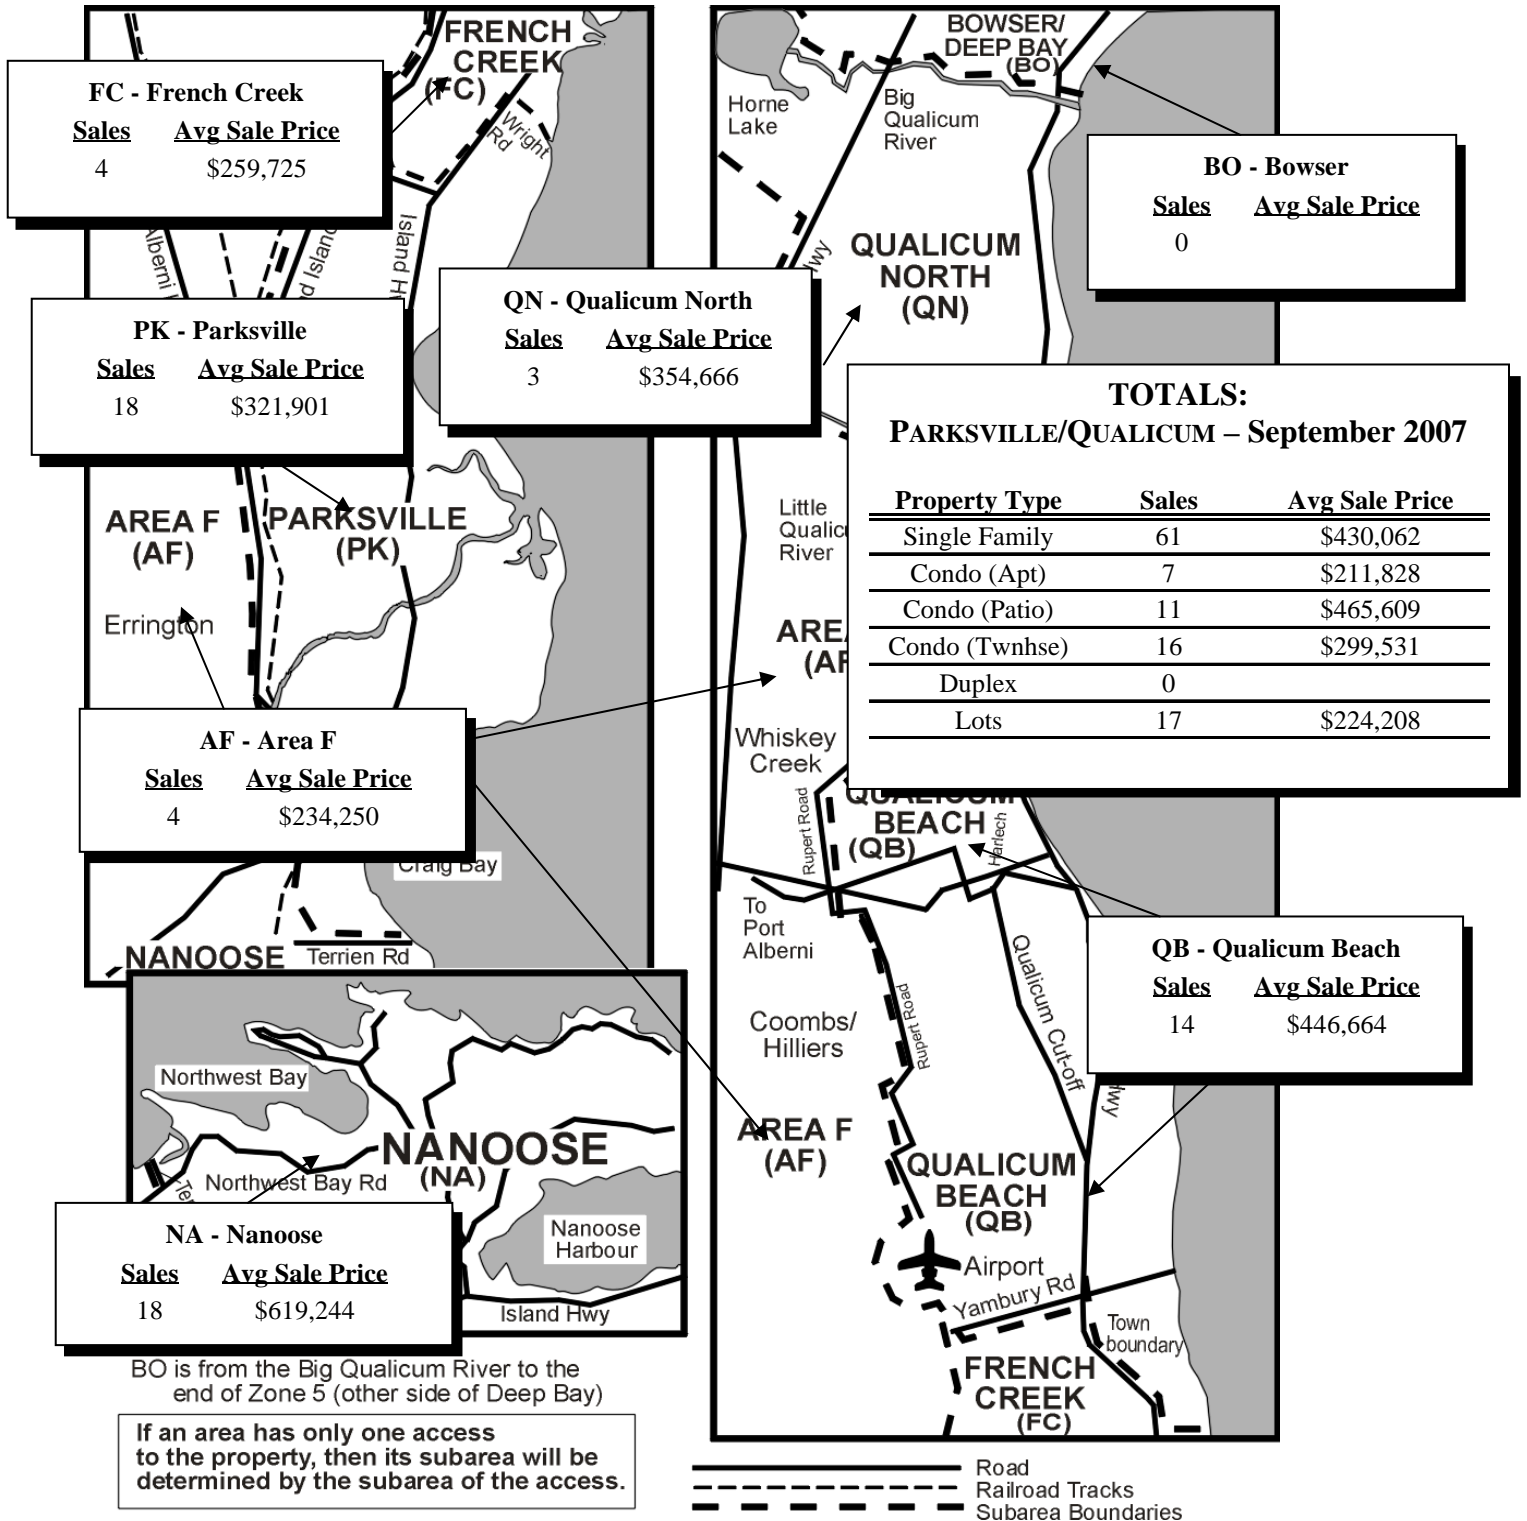 FRENCH
CREEK
(FC)
Wright
Rd
FC - French Creek
Sales Avg Sale Price
4 $259,725
Alberni
Island
PK - Parksville
Sales Avg Sale Price
18 $321,901
AREA F
(AF)
PARKSVILLE
(PK)
Errington
AF - Area F
Sales Avg Sale Price
4 $234,250
Craig Bay
NANOOSE
Terrien Rd
Northwest Bay
NANOOSE
(NA)
Northwest Bay Rd
Nanoose
Harbour
NA - Nanoose
Sales Avg Sale Price
18 $619,244
Island Hwy
BO is from the Big Qualicum River to the
end of Zone 5 (other side of Deep Bay)
If an area has only one access
to the property, then its subarea will be
determined by the subarea of the access.
BOWSER/
DEEP BAY
(BO)
Horne
Lake
Big
Qualicum
River
BO - Bowser
Sales Avg Sale Price
0
Hwy
QUALICUM
NORTH
(QN)
QN - Qualicum North
Sales Avg Sale Price
3 $354,666
TOTALS:
PARKSVILLE/QUALICUM – September 2007
Property Type Sales Avg Sale Price
Single Family 61 $430,062
Condo (Apt) 7 $211,828
Condo (Patio) 11 $465,609
Condo (Twnhse) 16 $299,531
Duplex 0
Lots 17 $224,208
Little
River
Whiskey
Creek
Rupert Road
QUALICUM
BEACH
(QB)
Harlech
To
Port
Alberni
Qualicum Cut-off
QB - Qualicum Beach
Sales Avg Sale Price
14 $446,664
Coombs/
Hilliers
Rupert Road
Hwy
AREA F
(AF)
QUALICUM
BEACH
(QB)
Airport
Yambury Rd
Town
boundary
FRENCH
CREEK
(FC)
Road
Railroad Tracks
Subarea Boundaries